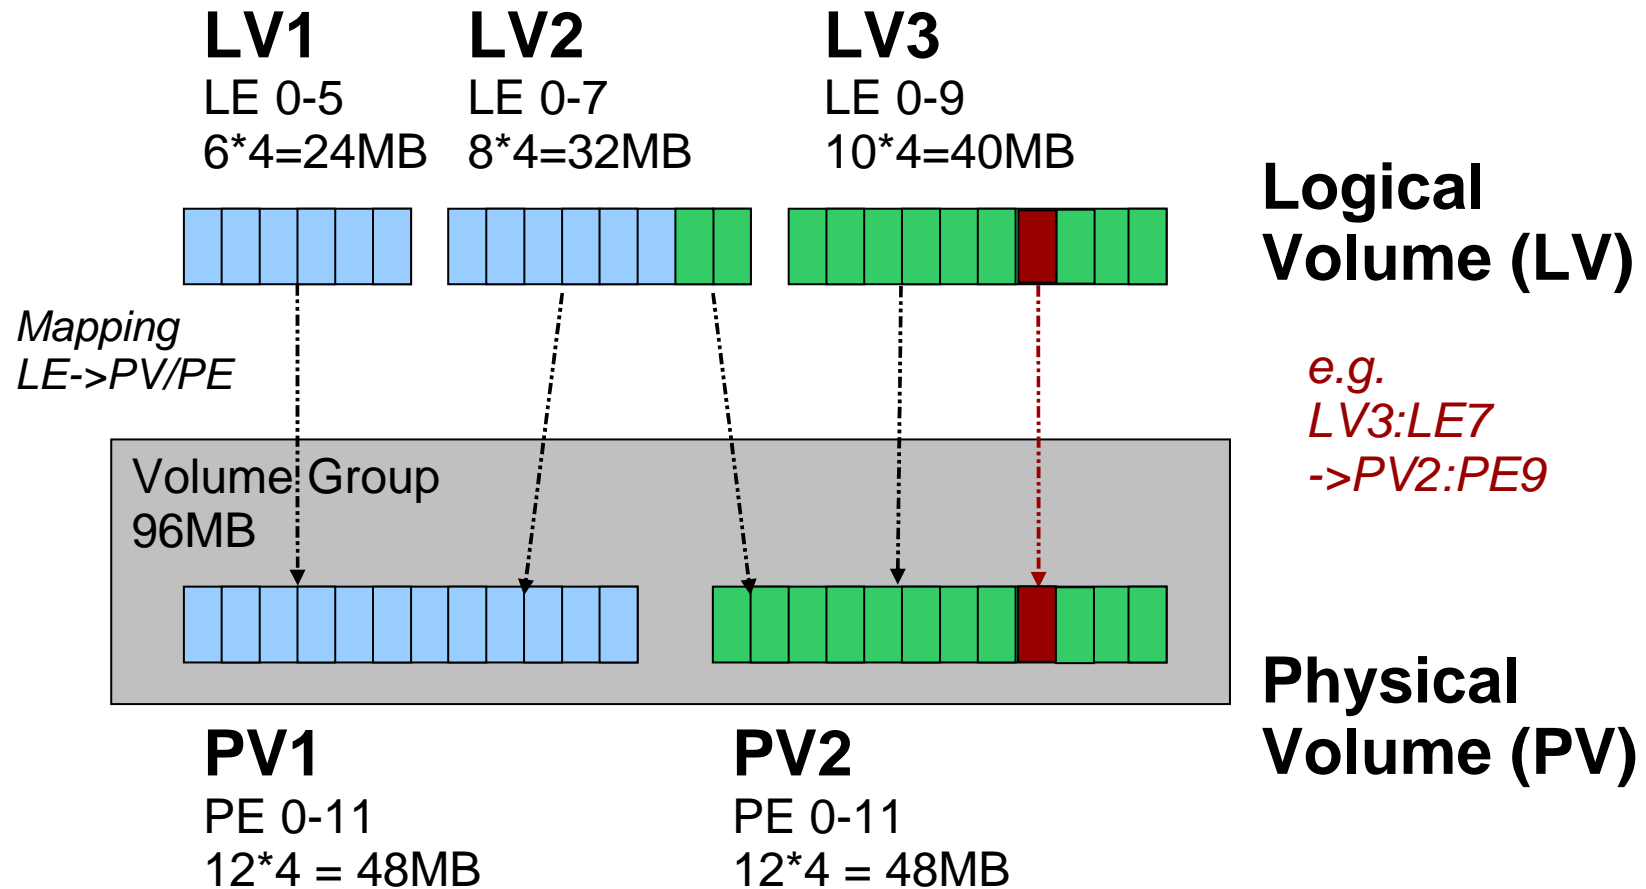 LV1
LE 0-5
6*4=24MB
LV2
LE 0-7
8*4=32MB
LV3
LE 0-9
10*4=40MB
Logical
Volume (LV)
Mapping
LE->PV/PE
e.g.
LV3:LE7
->PV2:PE9
Volume Group
96MB
PV1
PE 0-11
12*4 = 48MB
PV2
PE 0-11
12*4 = 48MB
Physical
Volume (PV)